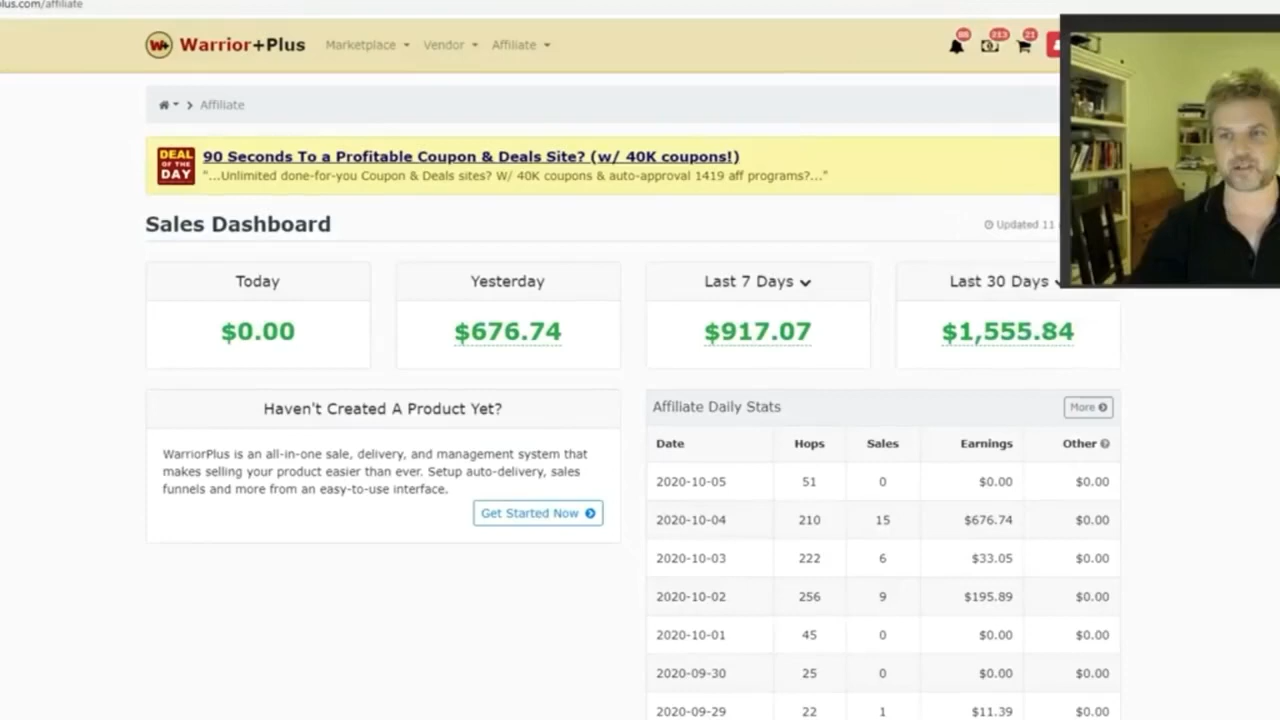 plus.com/affiliate
W+ Warrior+Plus Marketplace Vendor Affiliate 213 21
Affiliate
DEAL OF THE DAY
90 Seconds To a Profitable Coupon & Deals Site? (w/ 40K coupons!)
"...Unlimited done-for-you Coupon & Deals sites? W/ 40K coupons & auto-approval 1419 aff programs?..."
Sales Dashboard
Updated 11
Today Yesterday Last 7 Days Last 30 Days
$0.00 $676.74 $917.07 $1,555.84
Haven't Created A Product Yet?
WarriorPlus is an all-in-one sale, delivery, and management system that
makes selling your product easier than ever. Setup auto-delivery, sales
funnels and more from an easy-to-use interface.
Get Started Now
Affiliate Daily Stats More
Date Hops Sales Earnings Other
2020-10-05 51 0 $0.00 $0.00
2020-10-04 210 15 $676.74 $0.00
2020-10-03 222 6 $33.05 $0.00
2020-10-02 256 9 $195.89 $0.00
2020-10-01 45 0 $0.00 $0.00
2020-09-30 25 0 $0.00 $0.00
2020-09-29 22 1 $11.39 $0.00